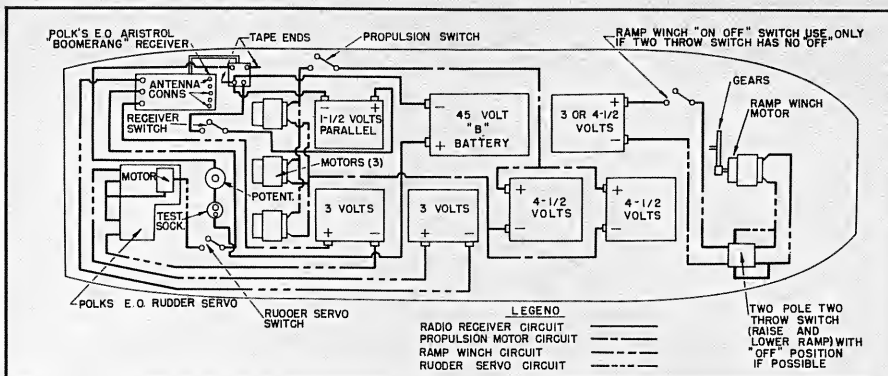 "POLK'S E.O ARISTROL
"BOOMERANG" RECEIVER
TAPE ENDS
PROPULSION SWITCH
RAMP WINCH "ON OFF" SWITCH USE ONLY
IF TWO THROW SWITCH HAS NO "OFF"
GEARS
RAMP WINCH
MOTOR
ANTENNA
CONNS
RECEIVER
SWITCH
- +
1-1/2 VOLTS
PARALLEL
-
45 VOLT
"B"
+ BATTERY
+
3 OR 4-1/2
VOLTS
-
MOTORS (3)
MOTOR
POTENT.
TEST.
SOCK.
3 VOLTS
+ -
3 VOLTS
+ -
+
4-1/2
VOLTS
-
+
4-1/2
VOLTS
-
POLKS E.O. RUDDER SERVO
RUDOER SERVO
SWITCH
LEGENO
RADIO RECEIVER CIRCUIT
PROPULSION MOTOR CIRCUIT
RAMP WINCH CIRCUIT
RUOOER SERVO CIRCUIT
TWO POLE TWO
THROW SWITCH
(RAISE AND
LOWER RAMP) WITH
"OFF" POSITION
IF POSSIBLE